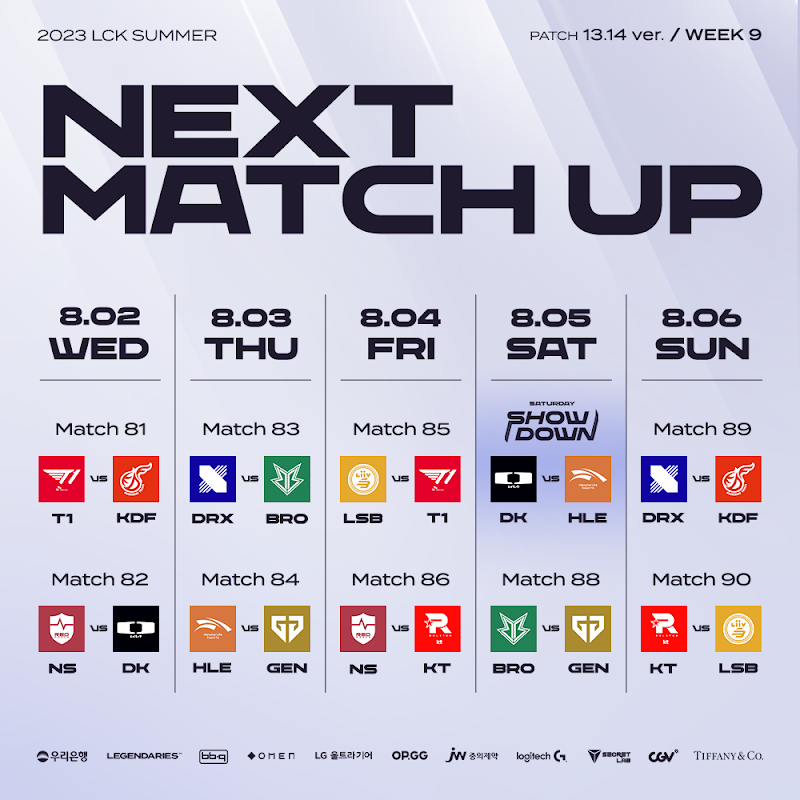 2023 LCK SUMMER
PATCH 13.14 ver. / WEEK 9
NEXT
MATCH UP
8.02
WED
8.03
THU
8.04
FRI
8.05
SAT
8.06
SUN
Match 81
T1 vs KDF
Match 83
DRX vs BRO
Match 85
LSB vs T1
SATURDAY
SHOW
DOWN
DK vs HLE
Match 89
DRX vs KDF
Match 82
NS vs DK
Match 84
HLE vs GEN
Match 86
NS vs KT
Match 88
BRO vs GEN
Match 90
KT vs LSB
우리은행 LEGENDARIES bb.q OMEN LG 울트라기어 OP.GG JW 중외제약 logitech G SECRET LAB CGV TIFFANY & CO.